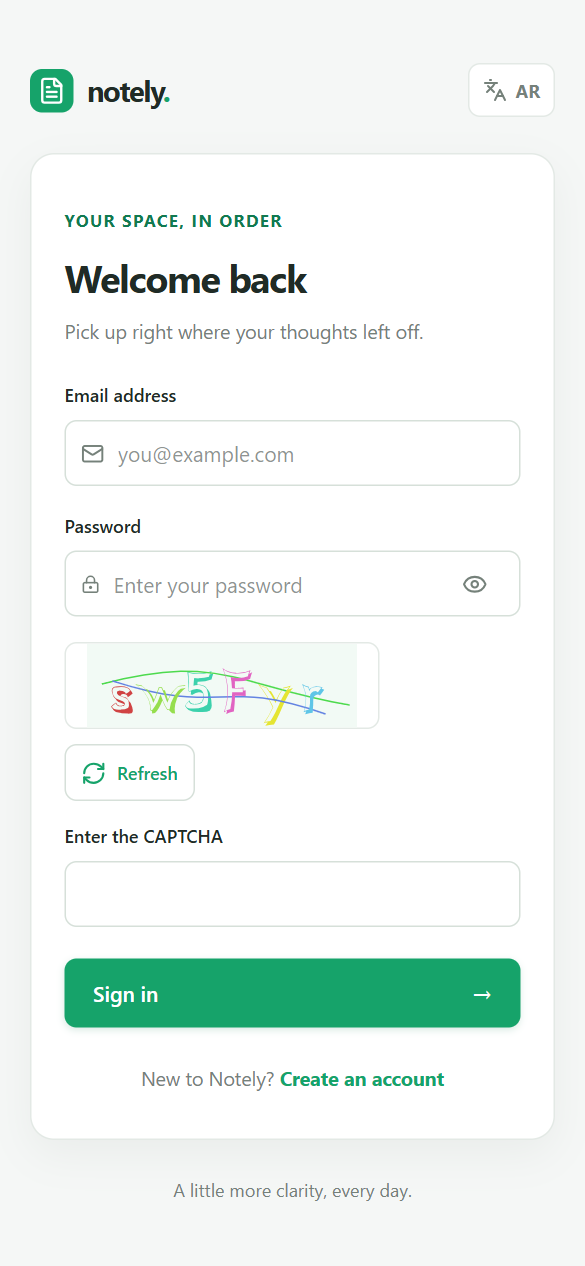 notely.
AR
YOUR SPACE, IN ORDER
Welcome back
Pick up right where your thoughts left off.
Email address
you@example.com
Password
Enter your password
sw5Fyr
Refresh
Enter the CAPTCHA
Sign in →
New to Notely? Create an account
A little more clarity, every day.